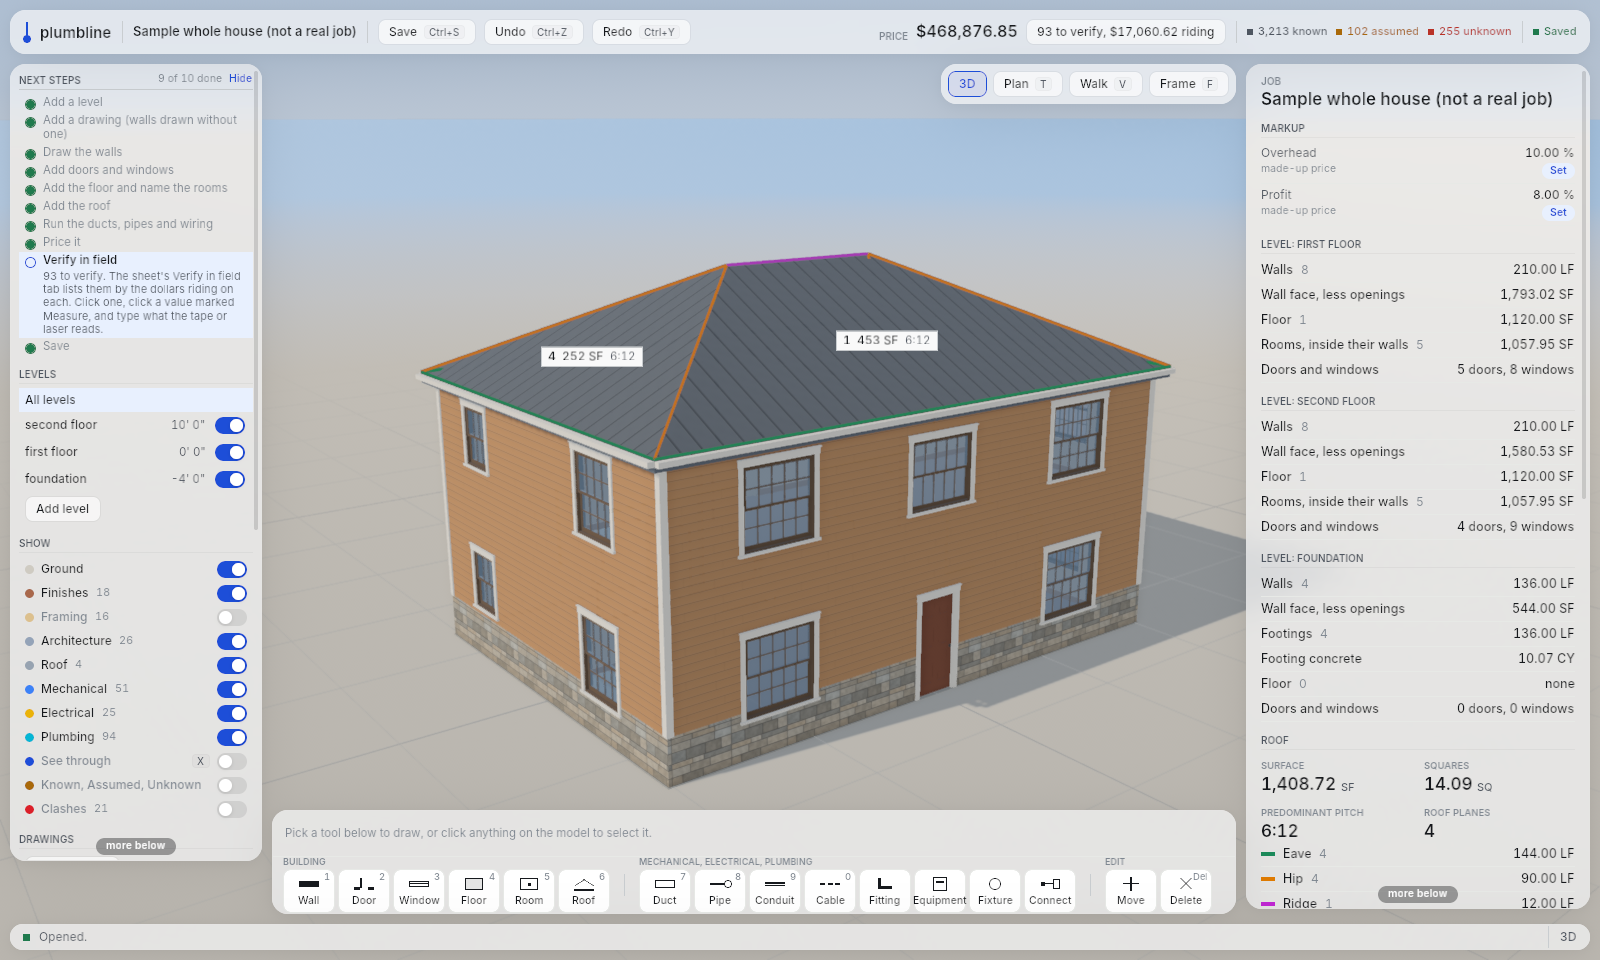 plumbline
Sample whole house (not a real job)
Save Ctrl+S
Undo Ctrl+Z
Redo Ctrl+Y
PRICE $468,876.85
93 to verify, $17,060.62 riding
3,213 known
102 assumed
255 unknown
Saved
NEXT STEPS 9 of 10 done Hide
Add a level
Add a drawing (walls drawn without
one)
Draw the walls
Add doors and windows
Add the floor and name the rooms
Add the roof
Run the ducts, pipes and wiring
Price it
Verify in field
93 to verify. The sheet's Verify in field
tab lists them by the dollars riding on
each. Click one, click a value marked
Measure, and type what the tape or
laser reads.
Save
LEVELS
All levels
second floor 10' 0"
first floor 0' 0"
foundation -4' 0"
Add level
SHOW
Ground
Finishes 18
Framing 16
Architecture 26
Roof 4
Mechanical 51
Electrical 25
Plumbing 94
See through X
Known, Assumed, Unknown
Clashes 21
DRAWINGS
more below
3D
Plan T
Walk V
Frame F
4 252 SF 6:12
1 453 SF 6:12
Pick a tool below to draw, or click anything on the model to select it.
BUILDING
Wall 1
Door 2
Window 3
Floor 4
Room 5
Roof 6
MECHANICAL, ELECTRICAL, PLUMBING
Duct 7
Pipe 8
Conduit 9
Cable 0
Fitting
Equipment
Fixture
Connect
EDIT
Move
Delete Del
JOB
Sample whole house (not a real job)
MARKUP
Overhead 10.00 %
made-up price Set
Profit 8.00 %
made-up price Set
LEVEL: FIRST FLOOR
Walls 8 210.00 LF
Wall face, less openings 1,793.02 SF
Floor 1 1,120.00 SF
Rooms, inside their walls 5 1,057.95 SF
Doors and windows 5 doors, 8 windows
LEVEL: SECOND FLOOR
Walls 8 210.00 LF
Wall face, less openings 1,580.53 SF
Floor 1 1,120.00 SF
Rooms, inside their walls 5 1,057.95 SF
Doors and windows 4 doors, 9 windows
LEVEL: FOUNDATION
Walls 4 136.00 LF
Wall face, less openings 544.00 SF
Footings 4 136.00 LF
Footing concrete 10.07 CY
Floor 0 none
Doors and windows 0 doors, 0 windows
ROOF
SURFACE SQUARES
1,408.72 SF 14.09 SQ
PREDOMINANT PITCH ROOF PLANES
6:12 4
Eave 4 144.00 LF
Hip 4 90.00 LF
more below
Ridge 1 12.00 LF
Opened.
3D